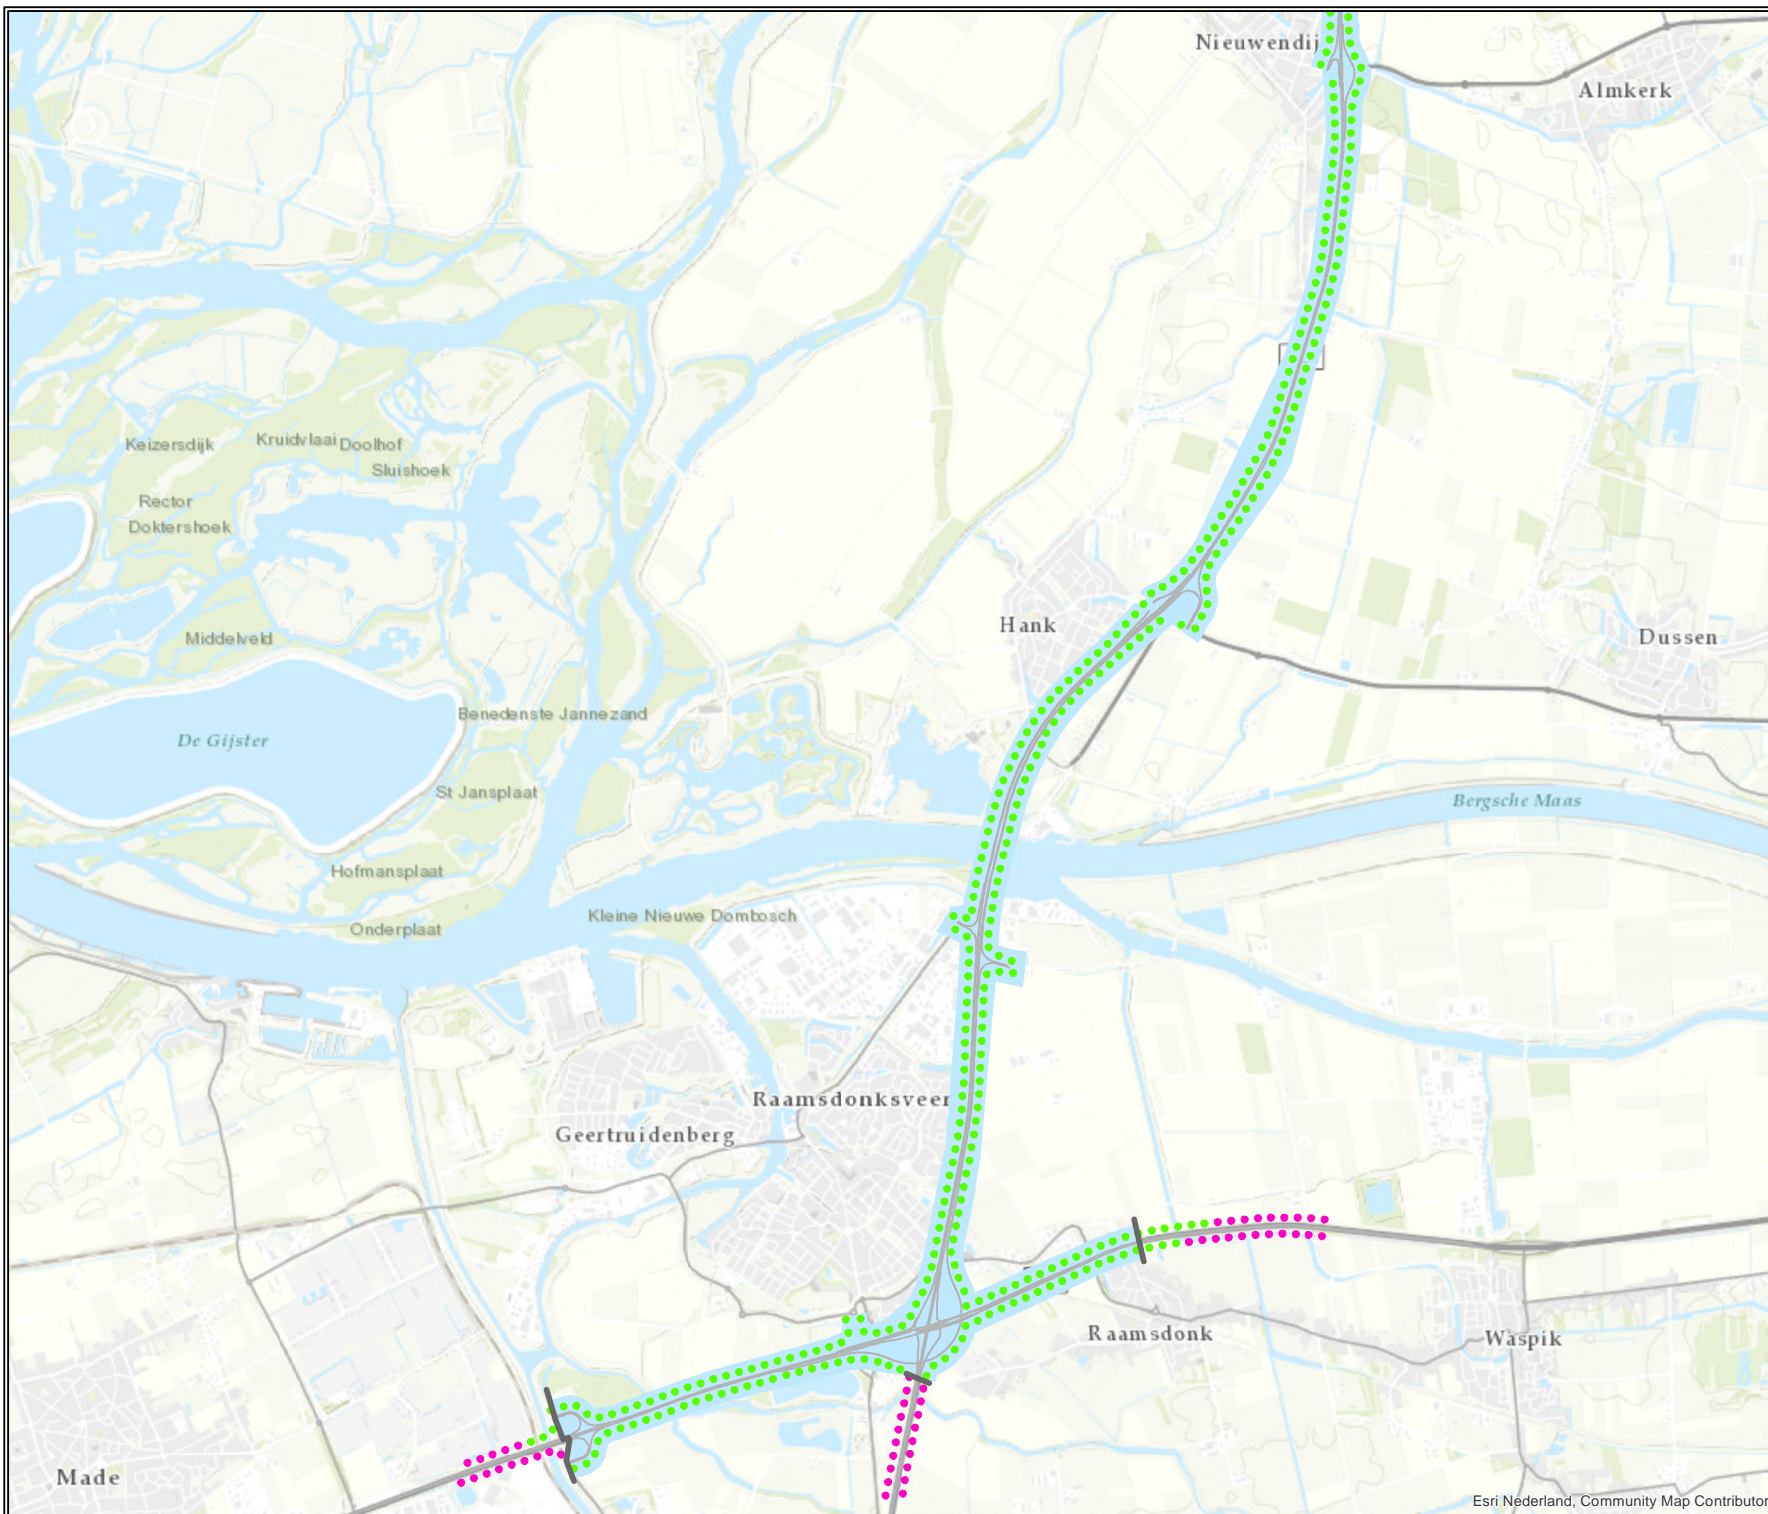 Nieuwendij
Almkerk
Keizersdijk
Kruidvlaai
Doolhof
Sluishoek
Rector
Doktershoek
Hank
Middelveld
Dussen
Benedenste Jannezand
De Gijster
St Jansplaat
Bergsche Maas
Hofmansplaat
Kleine Nieuwe Dombosch
Onderplaat
Raamsdonksveer
Geertruidenberg
Raamsdonk
Waspik
Made
Esri Nederland, Community Map Contributor